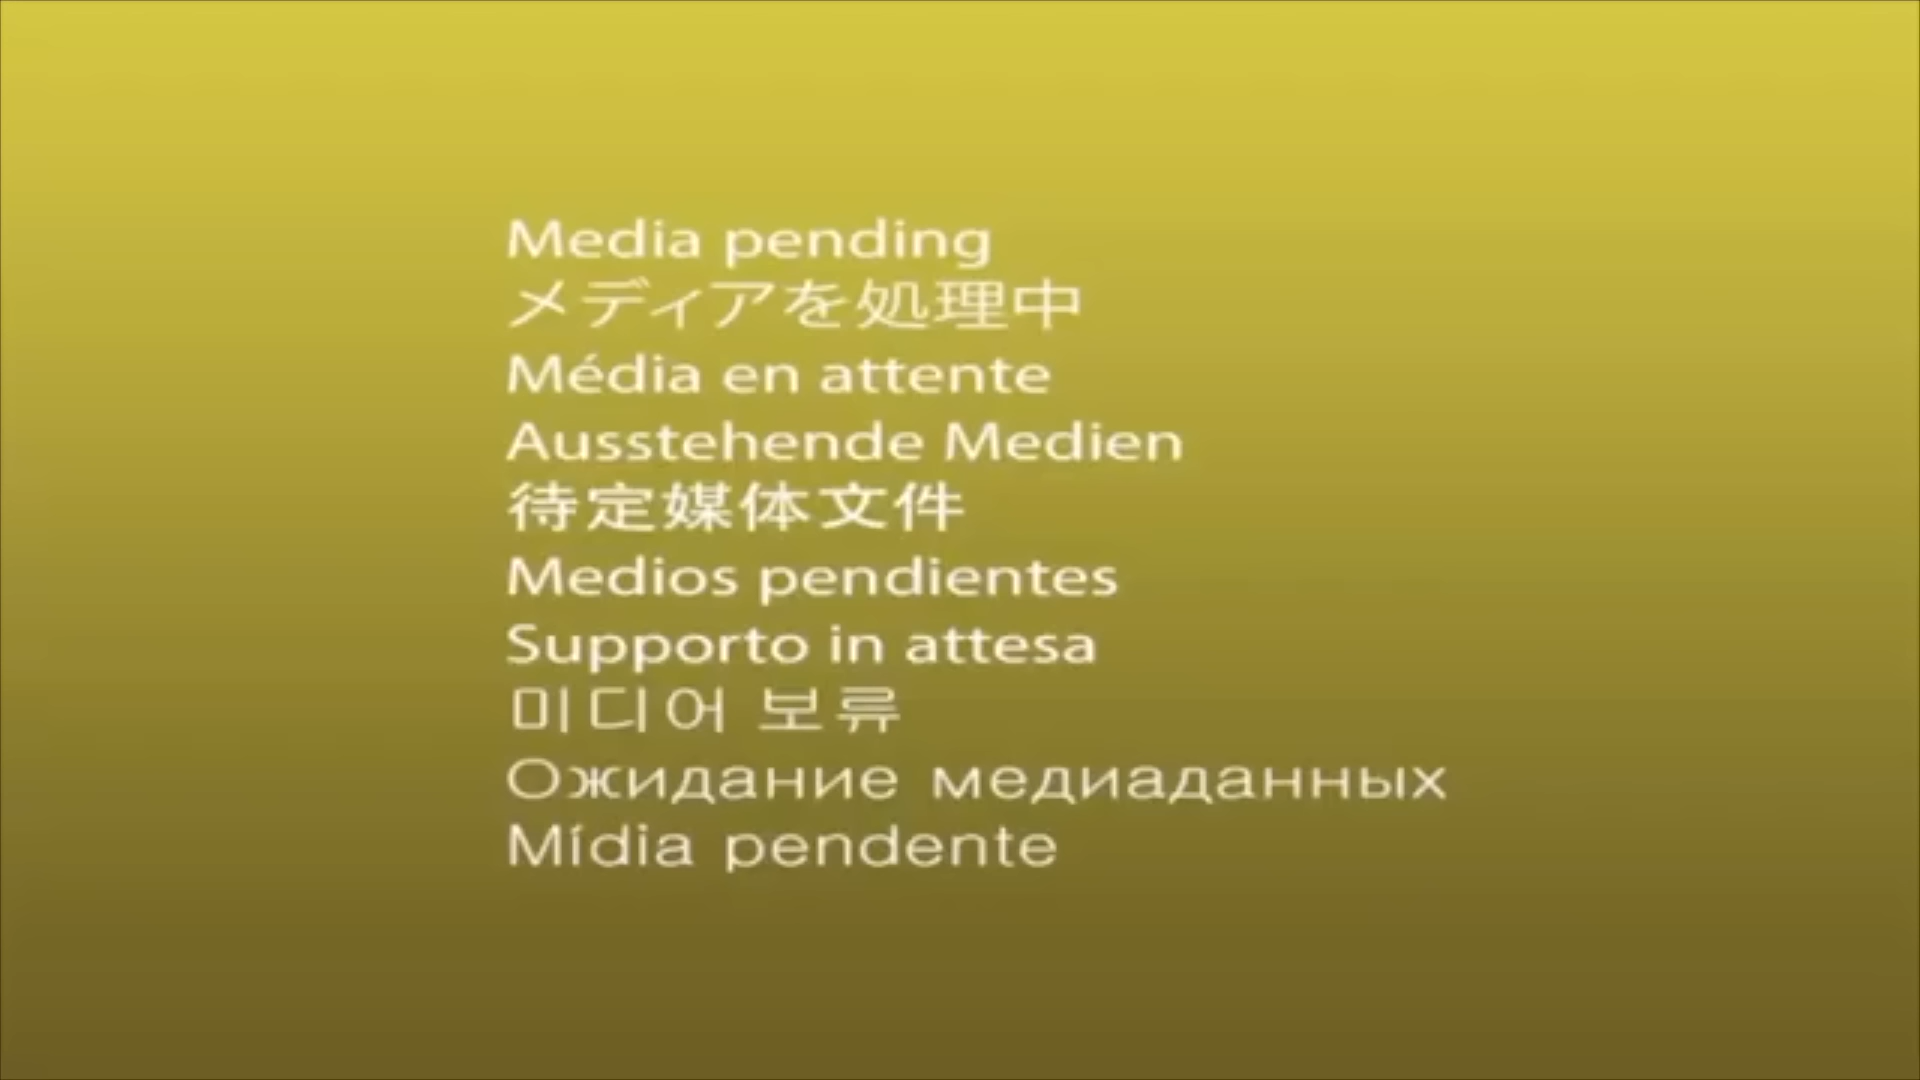 Media pending
メディアを処理中
Média en attente
Ausstehende Medien
待定媒体文件
Medios pendientes
Supporto in attesa
미디어 보류
Ожидание медиаданных
Mídia pendente